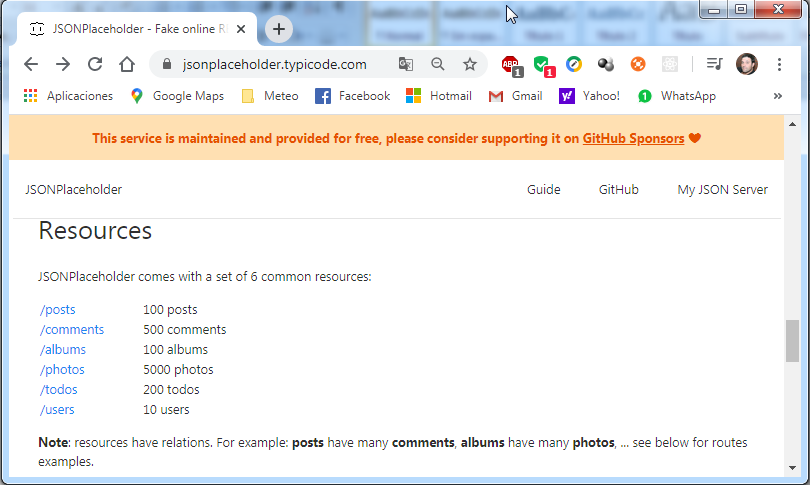 JSONPlaceholder - Fake online R
jsonplaceholder.typicode.com
ABP
1
1
Aplicaciones
Google Maps
Meteo
Facebook
Hotmail
Gmail
Yahoo!
1
WhatsApp
»
This service is maintained and provided for free, please consider supporting it on GitHub Sponsors
JSONPlaceholder
Guide
GitHub
My JSON Server
Resources
JSONPlaceholder comes with a set of 6 common resources:
/posts 100 posts
/comments 500 comments
/albums 100 albums
/photos 5000 photos
/todos 200 todos
/users 10 users
Note: resources have relations. For example: posts have many comments, albums have many photos, ... see below for routes
examples.